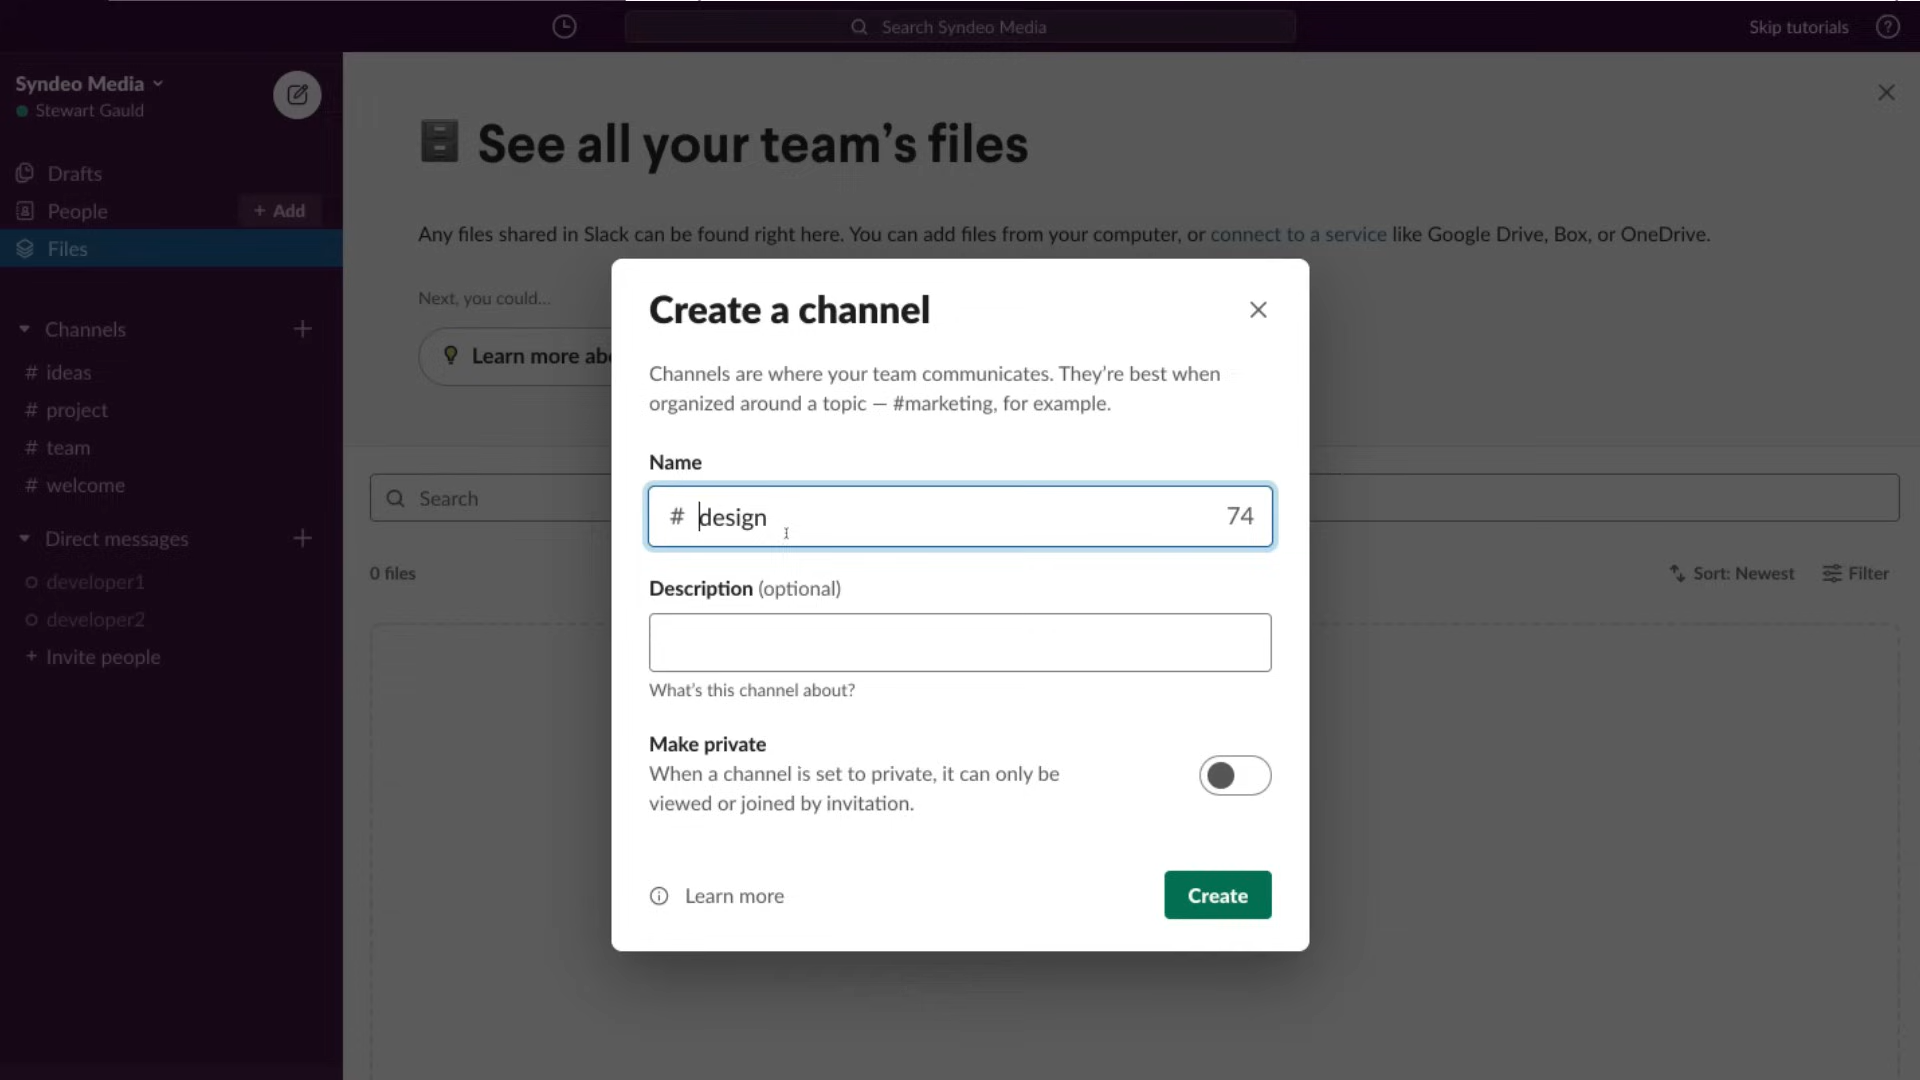 Search Syndeo Media
Skip tutorials
Syndeo Media
Stewart Gauld
Drafts
People
+ Add
Files
Channels
# ideas
# project
# team
# welcome
Direct messages
developer1
developer2
+ Invite people
See all your team's files
Any files shared in Slack can be found right here. You can add files from your computer, or connect to a service like Google Drive, Box, or OneDrive.
Next, you could...
Learn more abo
Search
0 files
Sort: Newest
Filter
Create a channel
Channels are where your team communicates. They're best when
organized around a topic — #marketing, for example.
Name
# design 74
Description (optional)
What's this channel about?
Make private
When a channel is set to private, it can only be
viewed or joined by invitation.
Learn more
Create